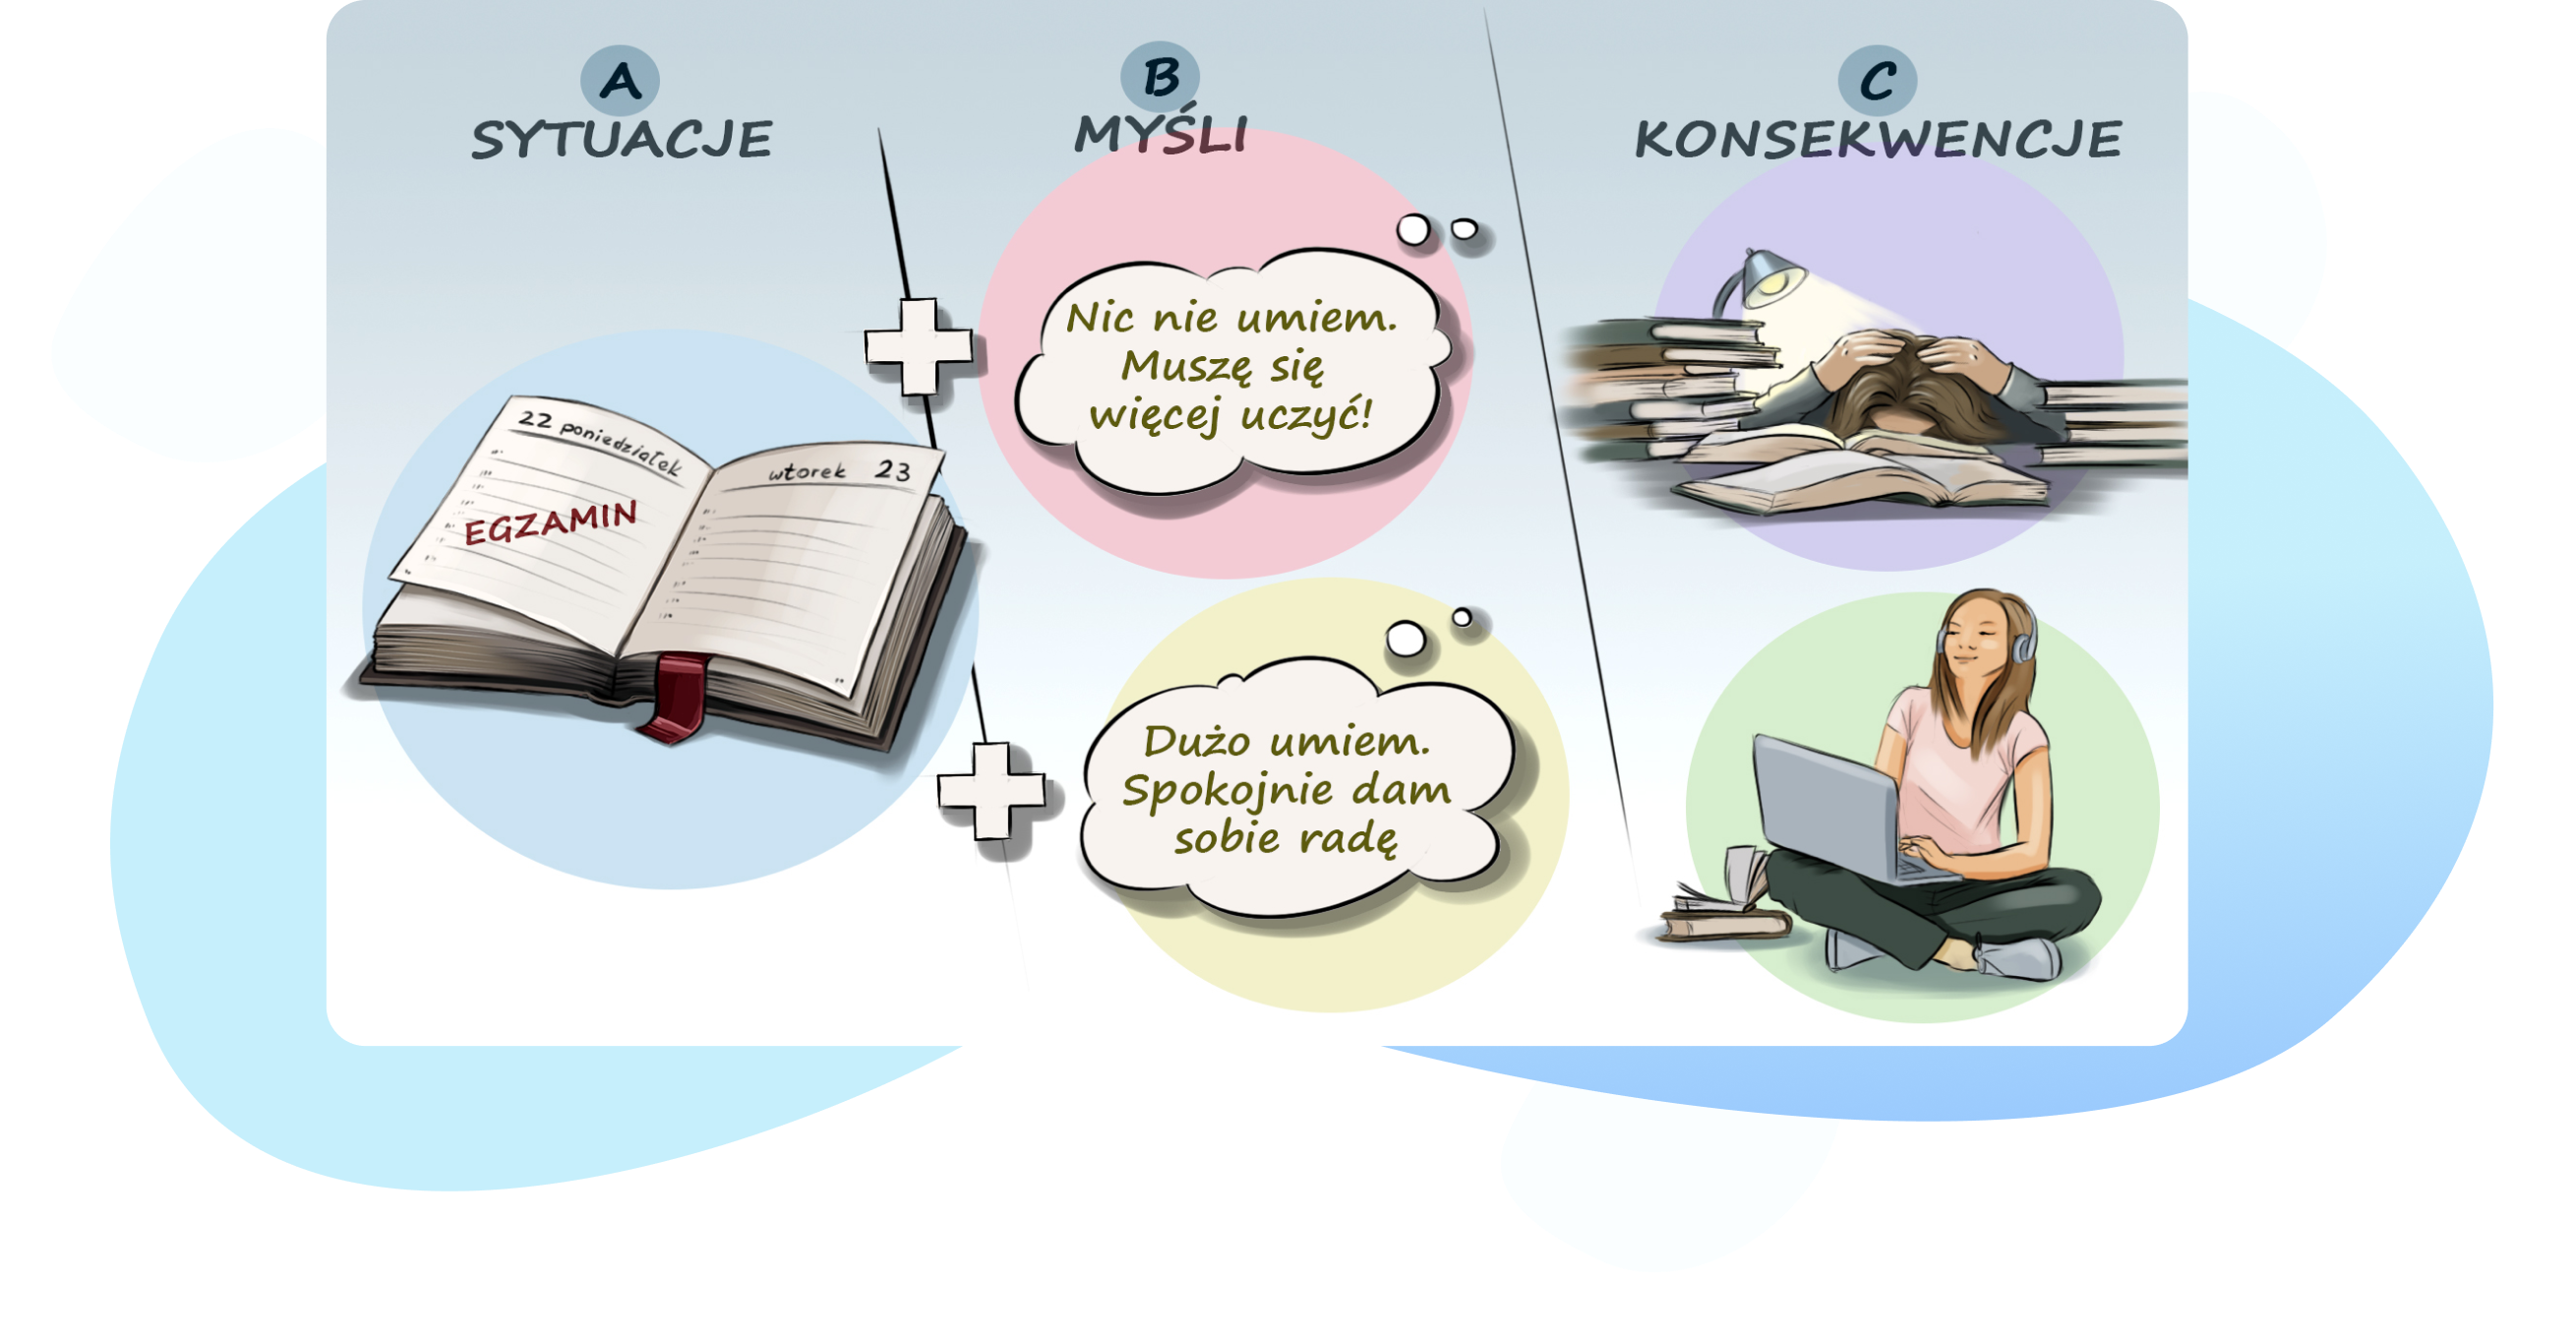 A
SYTUACJE
22 poniedziałek
EGZAMIN
wtorek 23
B
MYŚLI
Nic nie umiem.
Muszę się
więcej uczyć!
Dużo umiem.
Spokojnie dam
sobie radę
C
KONSEKWENCJE